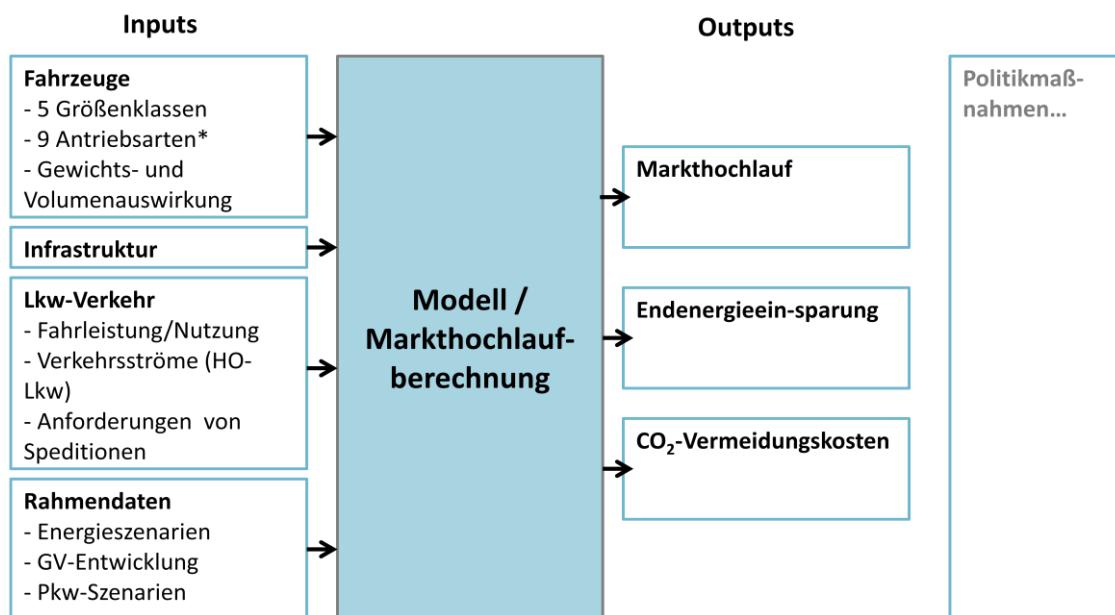 Inputs
Outputs
Fahrzeuge
- 5 Größenklassen
- 9 Antriebsarten*
- Gewichts- und
Volumenauswirkung
Infrastruktur
Lkw-Verkehr
- Fahrleistung/Nutzung
- Verkehrsströme (HO-
Lkw)
- Anforderungen von
Speditionen
Rahmendaten
- Energieszenarien
- GV-Entwicklung
- Pkw-Szenarien
Modell /
Markthochlauf-
berechnung
Markthochlauf
Endenergieein-sparung
CO₂-Vermeidungskosten
Politikmaß-
nahmen...